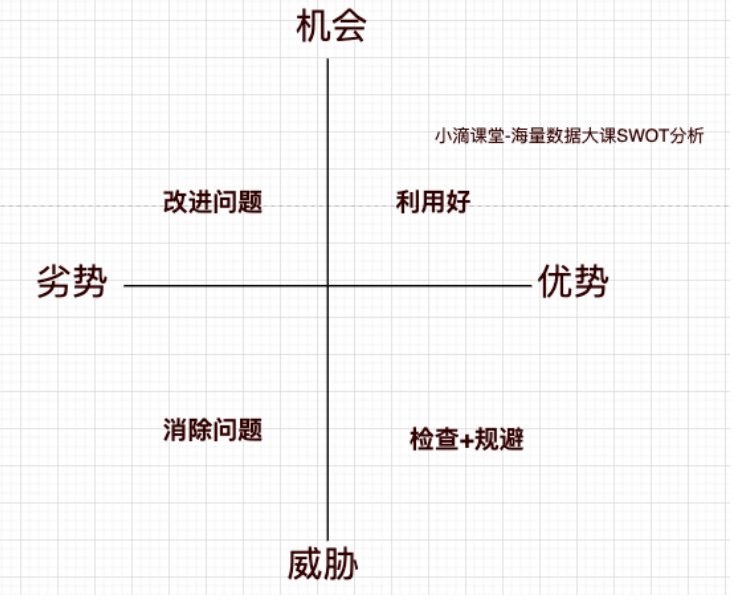 机会
小滴课堂-海量数据大课SWOT分析
改进问题
利用好
劣势
优势
消除问题
检查+规避
威胁